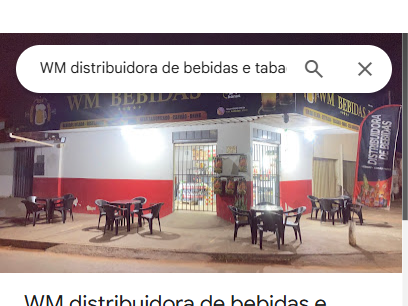 WM distribuidora de bebidas e taba
WM BEBIDAS
WM BEBIDAS
DISTRIBUIDORA
DE BEBIDAS
WM distribuidora de bebidas e